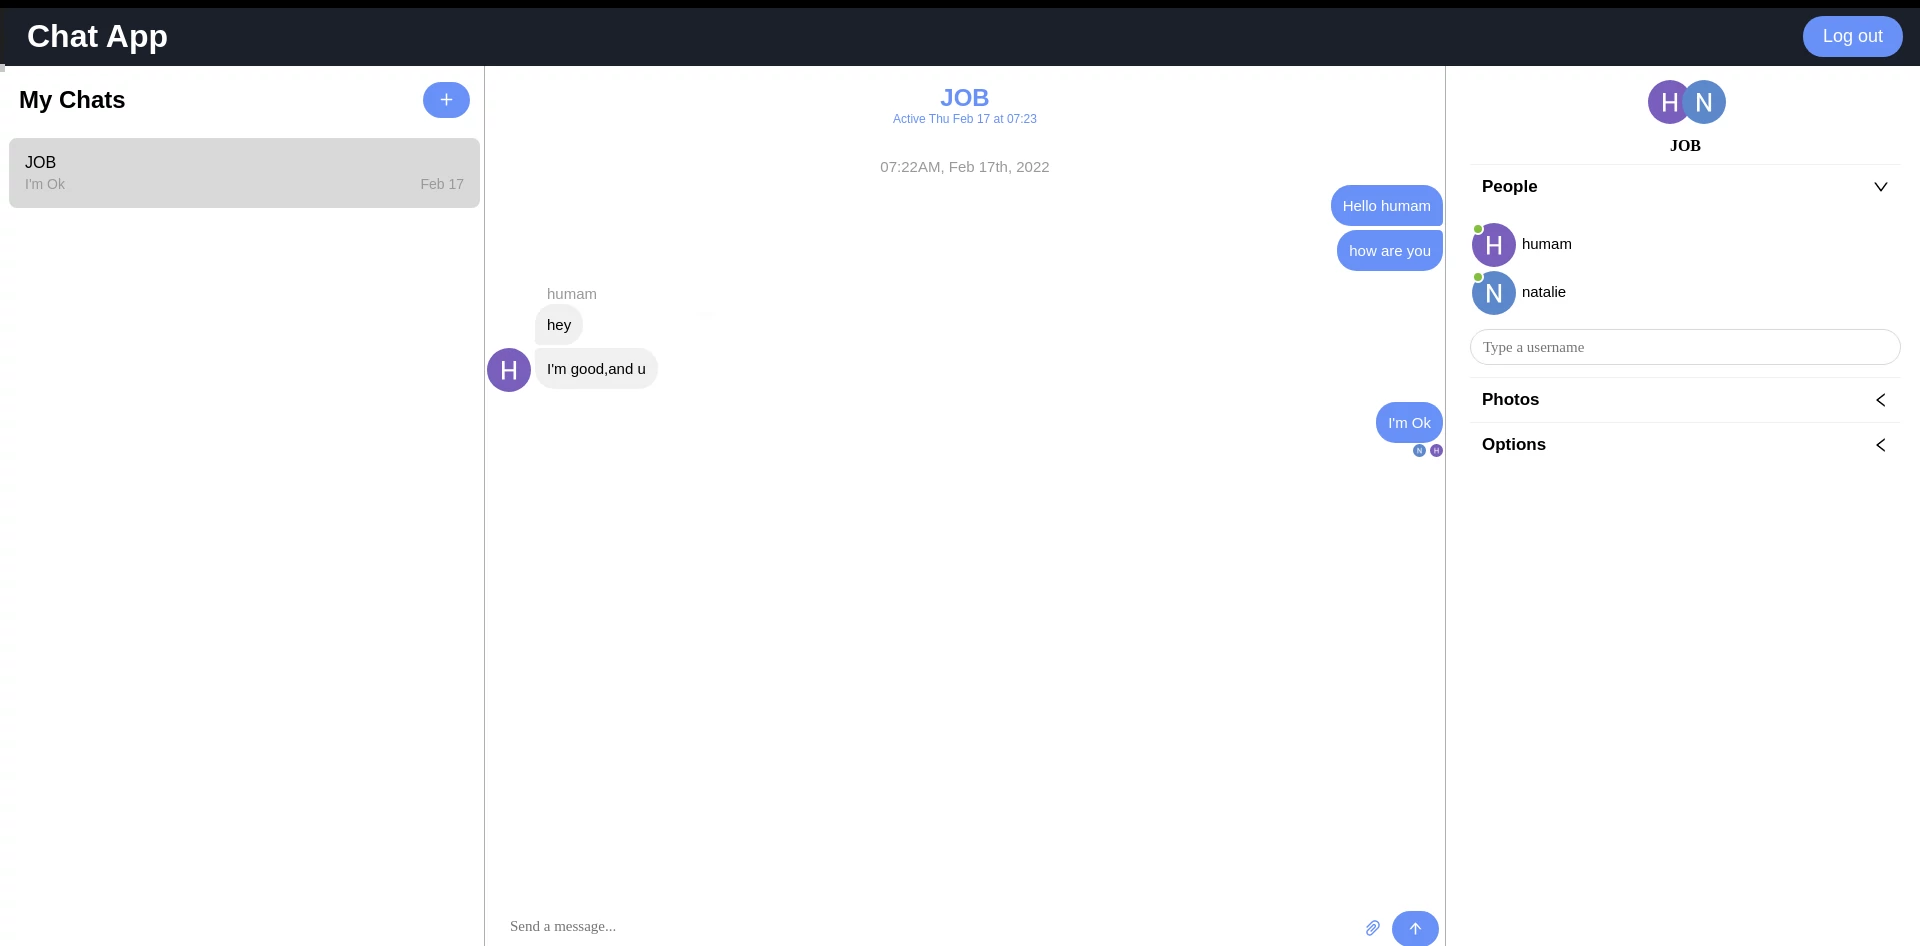 Chat App
Log out
My Chats
+
JOB
I'm Ok
Feb 17
JOB
Active Thu Feb 17 at 07:23
07:22AM, Feb 17th, 2022
Hello humam
how are you
humam
hey
H
I'm good,and u
I'm Ok
N H
Send a message...
H N
JOB
People
H humam
N natalie
Type a username
Photos
Options